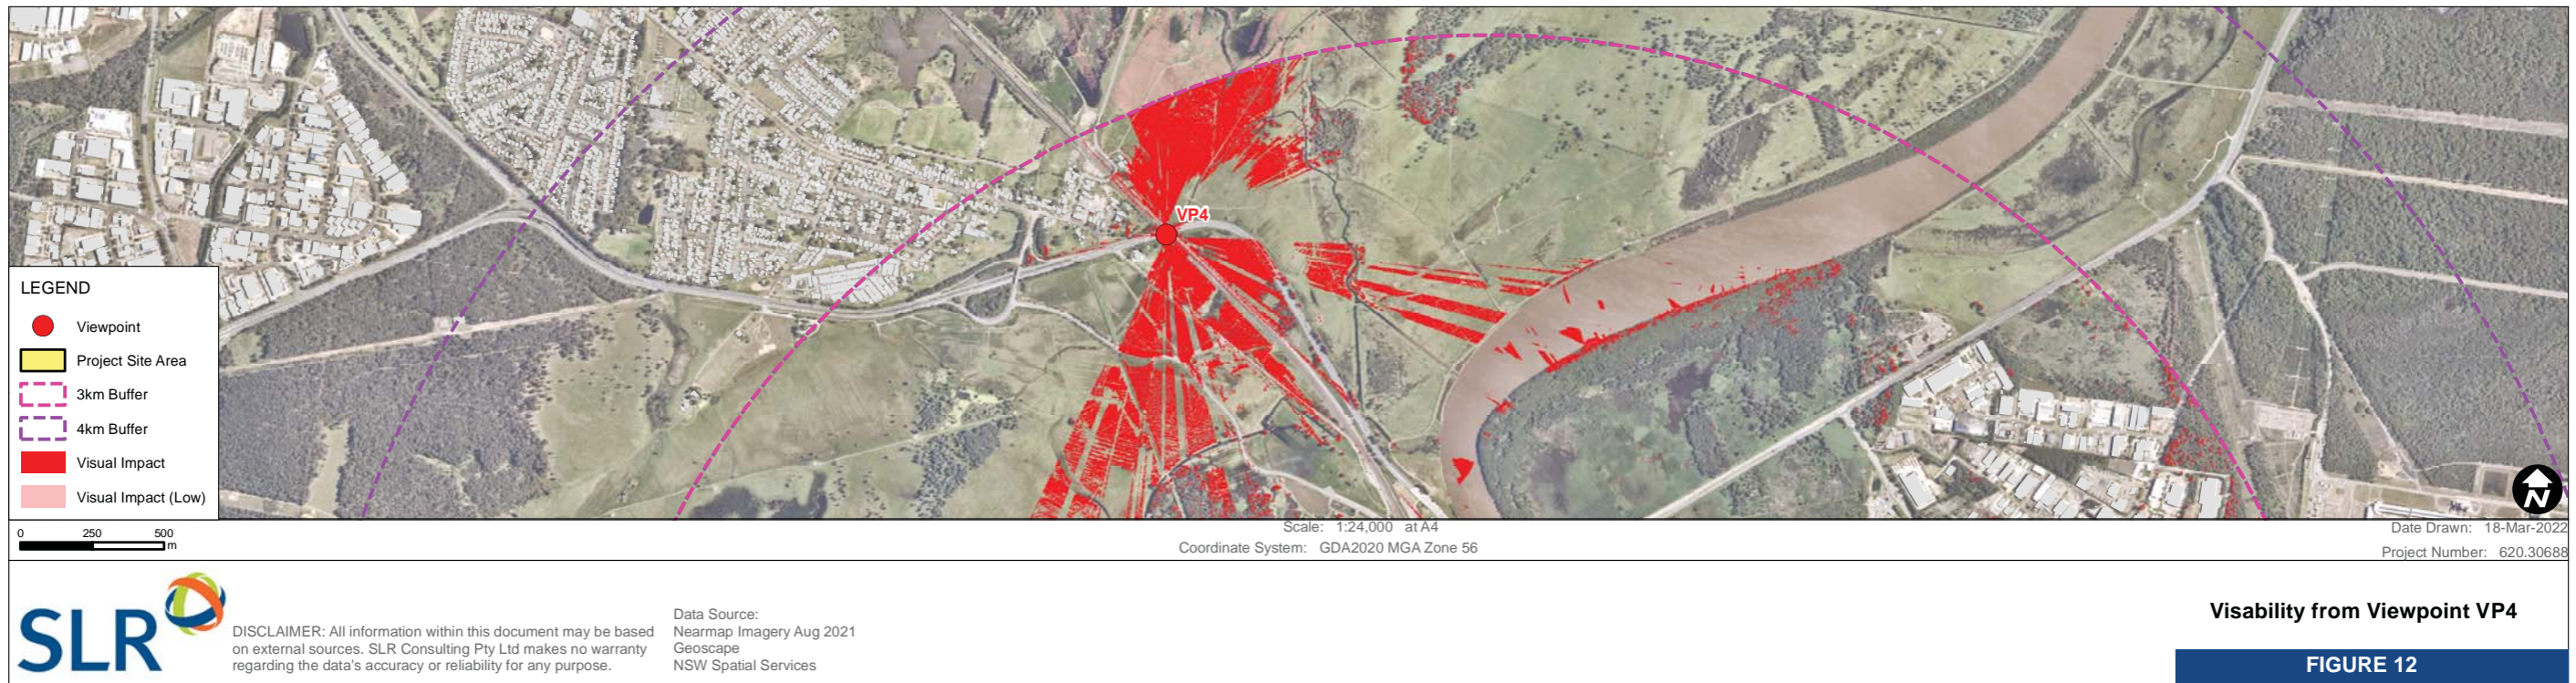 VP4
LEGEND
Viewpoint
Project Site Area
3km Buffer
4km Buffer
Visual Impact
Visual Impact (Low)
N
0 250 500
m
Scale: 1:24,000 at A4
Coordinate System: GDA2020 MGA Zone 56
Date Drawn: 18-Mar-2022
Project Number: 620.30688
SLR
DISCLAIMER: All information within this document may be based
on external sources. SLR Consulting Pty Ltd makes no warranty
regarding the data's accuracy or reliability for any purpose.
Data Source:
Nearmap Imagery Aug 2021
Geoscape
NSW Spatial Services
Visability from Viewpoint VP4
FIGURE 12